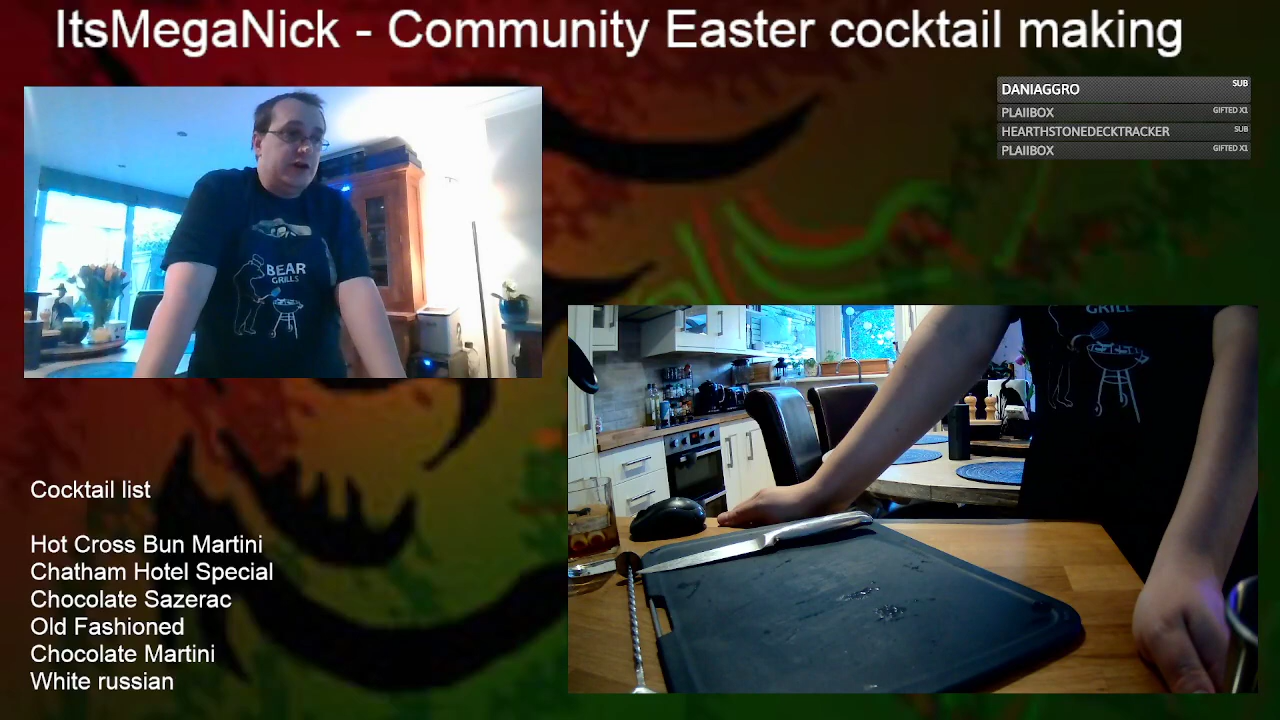 ItsMegaNick - Community Easter cocktail making
DANIAGGRO SUB
PLAIIBOX GIFTED X1
HEARTHSTONEDECKTRACKER SUB
PLAIIBOX GIFTED X1
BEAR
GRILLS
GRILL
Cocktail list
Hot Cross Bun Martini
Chatham Hotel Special
Chocolate Sazerac
Old Fashioned
Chocolate Martini
White russian